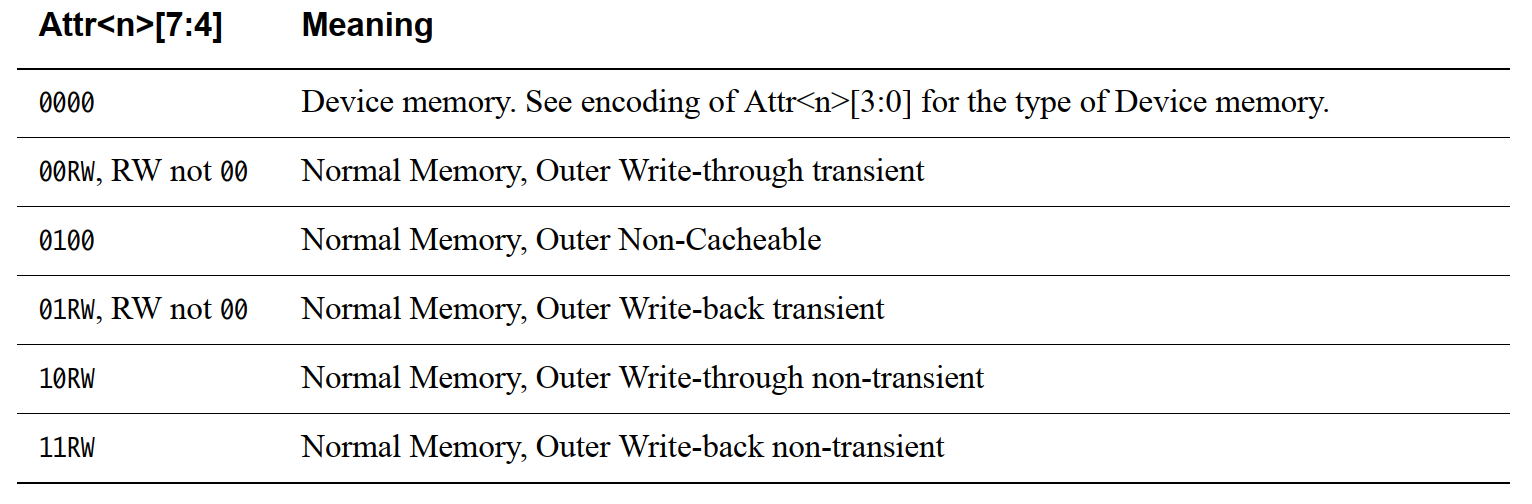 Attr<n>[7:4] Meaning
0000 Device memory. See encoding of Attr<n>[3:0] for the type of Device memory.
00RW, RW not 00 Normal Memory, Outer Write-through transient
0100 Normal Memory, Outer Non-Cacheable
01RW, RW not 00 Normal Memory, Outer Write-back transient
10RW Normal Memory, Outer Write-through non-transient
11RW Normal Memory, Outer Write-back non-transient